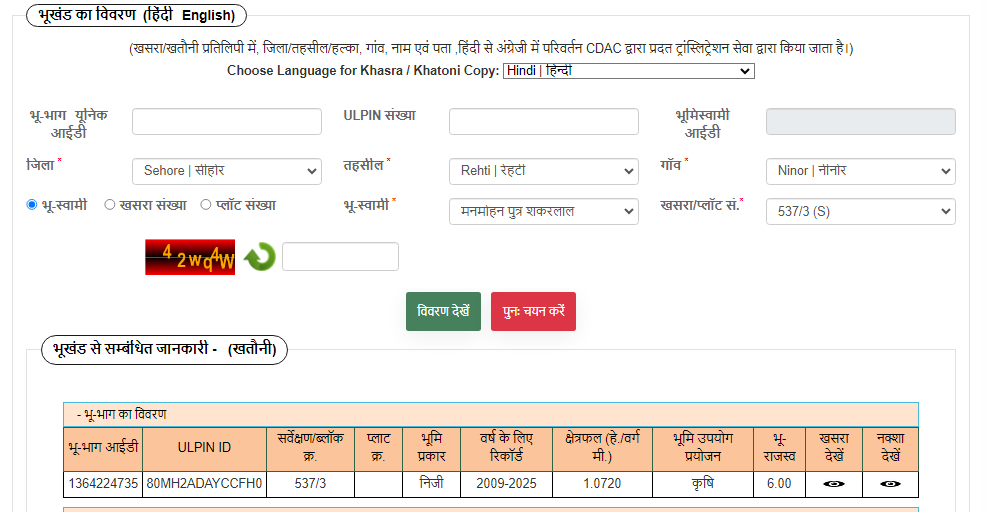 भूखंड का विवरण (हिंदी English)
(खसरा/खतौनी प्रतिलिपी में, जिला/तहसील/हल्का, गांव, नाम एवं पता ,हिंदी से अंग्रेजी में परिवर्तन CDAC द्वारा प्रदत ट्रांस्लिट्रेशन सेवा द्वारा किया जाता है।)
Choose Language for Khasra / Khatoni Copy: Hindi | हिन्दी
भू-भाग यूनिक आईडी
ULPIN संख्या
भूमिस्वामी आईडी
जिला * Sehore | सीहोर तहसील * Rehti | रेहटी गाँव * Ninor | नीनोर
भू-स्वामी खसरा संख्या प्लॉट संख्या भू-स्वामी * मनमोहन पुत्र शंकरलाल खसरा/प्लॉट सं.* 537/3 (S)
42wq4W
विवरण देखें पुनः चयन करें
भूखंड से सम्बंधित जानकारी - (खतौनी)
- भू-भाग का विवरण
भू-भाग आईडी ULPIN ID सर्वेक्षण/ब्लॉक क्र. प्लाट क्र. भूमि प्रकार वर्ष के लिए रिकॉर्ड क्षेत्रफल (हे./वर्ग मी.) भूमि उपयोग प्रयोजन भू-राजस्व खसरा देखें नक्शा देखें
1364224735 80MH2ADAYCCFH0 537/3 निजी 2009-2025 1.0720 कृषि 6.00